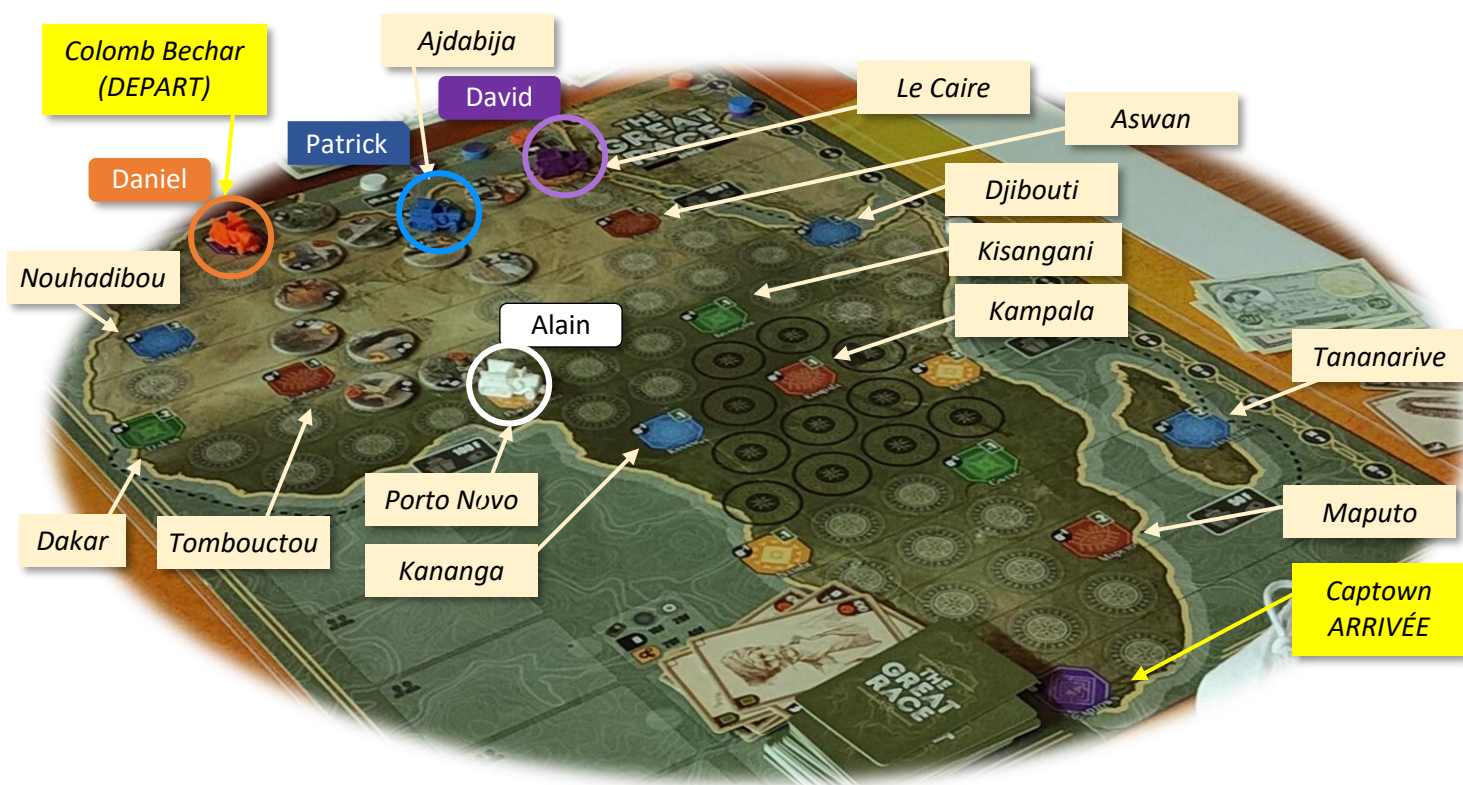 Colomb Bechar
(DEPART)
Ajdabija
David
Le Caire
Aswan
Patrick
Daniel
THE
GREAT
RACE
Djibouti
Kisangani
Nouhadibou
Kampala
Alain
Tananarive
100 F
Porto Novo
Maputo
Dakar
Tombouctou
Kananga
Captown
ARRIVÉE
THE
GREAT
RACE